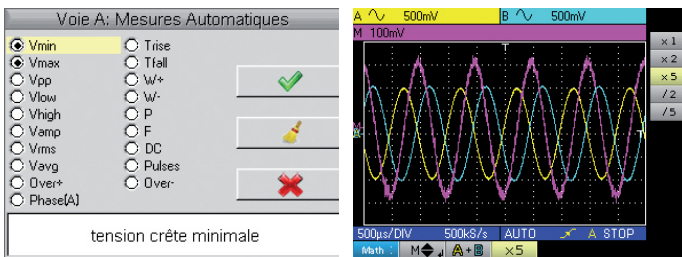 Voie A: Mesures Automatiques
Vmin
Vmax
Vpp
Vlow
Vhigh
Vamp
Vrms
Vavg
Over+
Phase(A)
Trise
Tfall
W+
W-
P
F
DC
Pulses
Over-
tension crête minimale
A 500mV B 500mV
M 100mV
T
T
x1
x2
x5
/2
/5
500µs/DIV 500kS/s AUTO A STOP
Math : M A+B x5